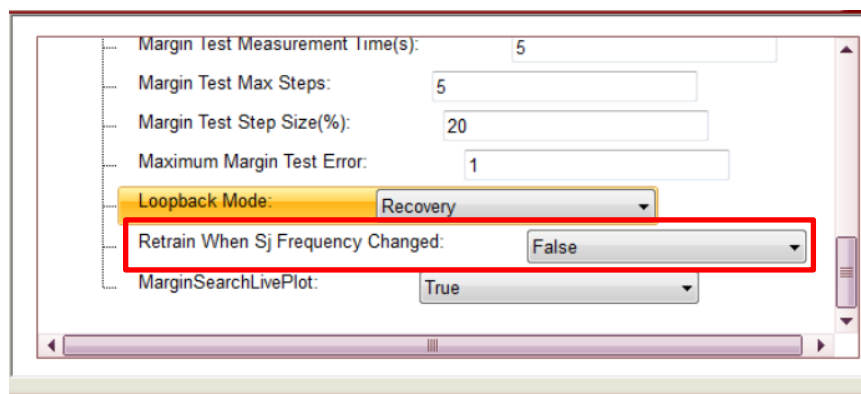 Margin Test Measurement Time(s): 5
Margin Test Max Steps: 5
Margin Test Step Size(%): 20
Maximum Margin Test Error: 1
Loopback Mode: Recovery
Retrain When Sj Frequency Changed: False
MarginSearchLivePlot: True